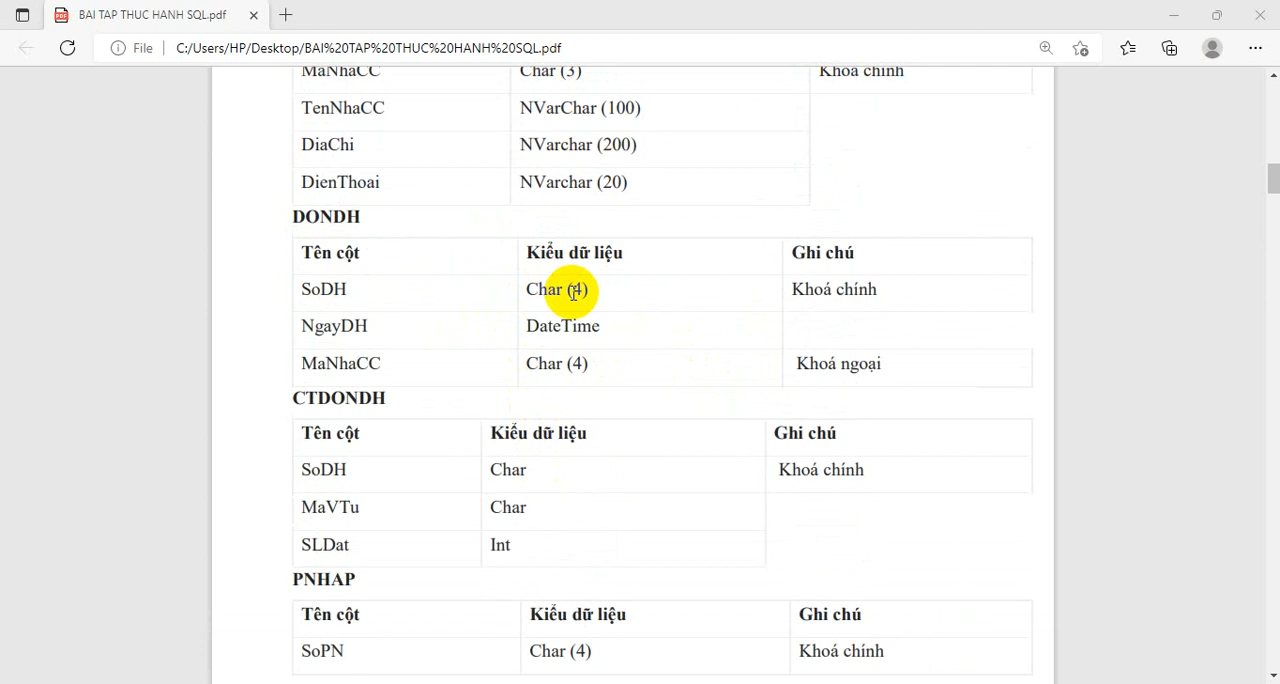 BAI TAP THUC HANH SQL.pdf
File C:/Users/HP/Desktop/BAI%20TAP%20THUC%20HANH%20SQL.pdf
MaNhaCC Char (3) Khoá chính
TenNhaCC NVarChar (100)
DiaChi NVarchar (200)
DienThoai NVarchar (20)
DONDH
Tên cột Kiểu dữ liệu Ghi chú
SoDH Char (4) Khoá chính
NgayDH DateTime
MaNhaCC Char (4) Khoá ngoại
CTDONDH
Tên cột Kiểu dữ liệu Ghi chú
SoDH Char Khoá chính
MaVTu Char
SLDat Int
PNHAP
Tên cột Kiểu dữ liệu Ghi chú
SoPN Char (4) Khoá chính